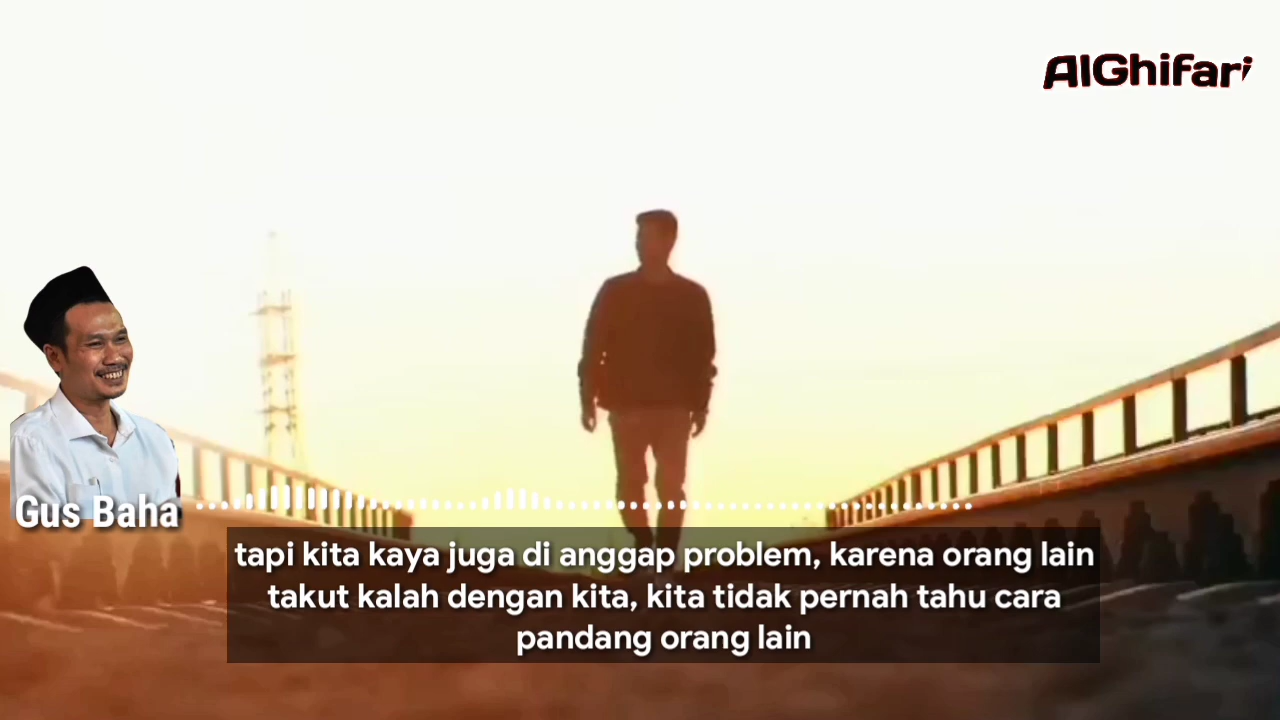 AlGhifari
Gus Baha
tapi kita kaya juga di anggap problem, karena orang lain
takut kalah dengan kita, kita tidak pernah tahu cara
pandang orang lain